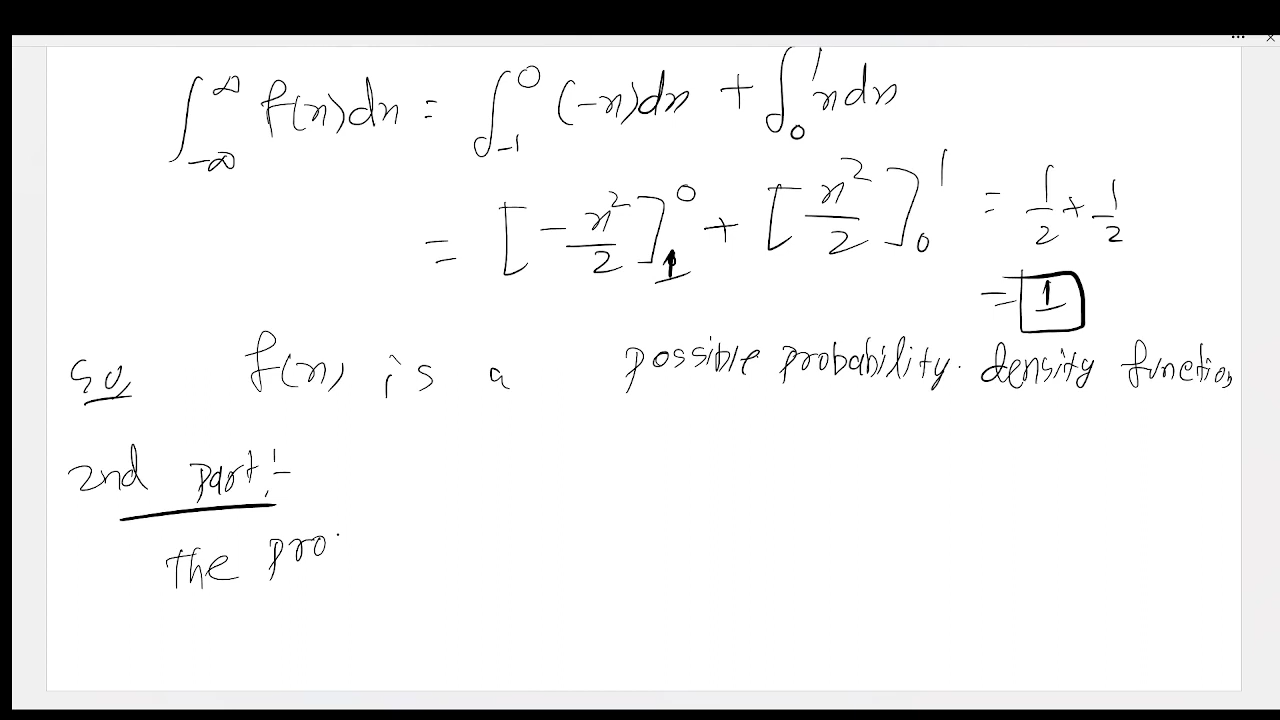 ∫_{-∞}^{∞} f(x)dx = ∫_{-1}^{0} (-x)dx + ∫_{0}^{1} x dx
= [-x²/2]_{1}^{0} + [x²/2]_{0}^{1} = 1/2 + 1/2
= 1
So, f(x) is a possible probability density function
2nd part:-
the pro